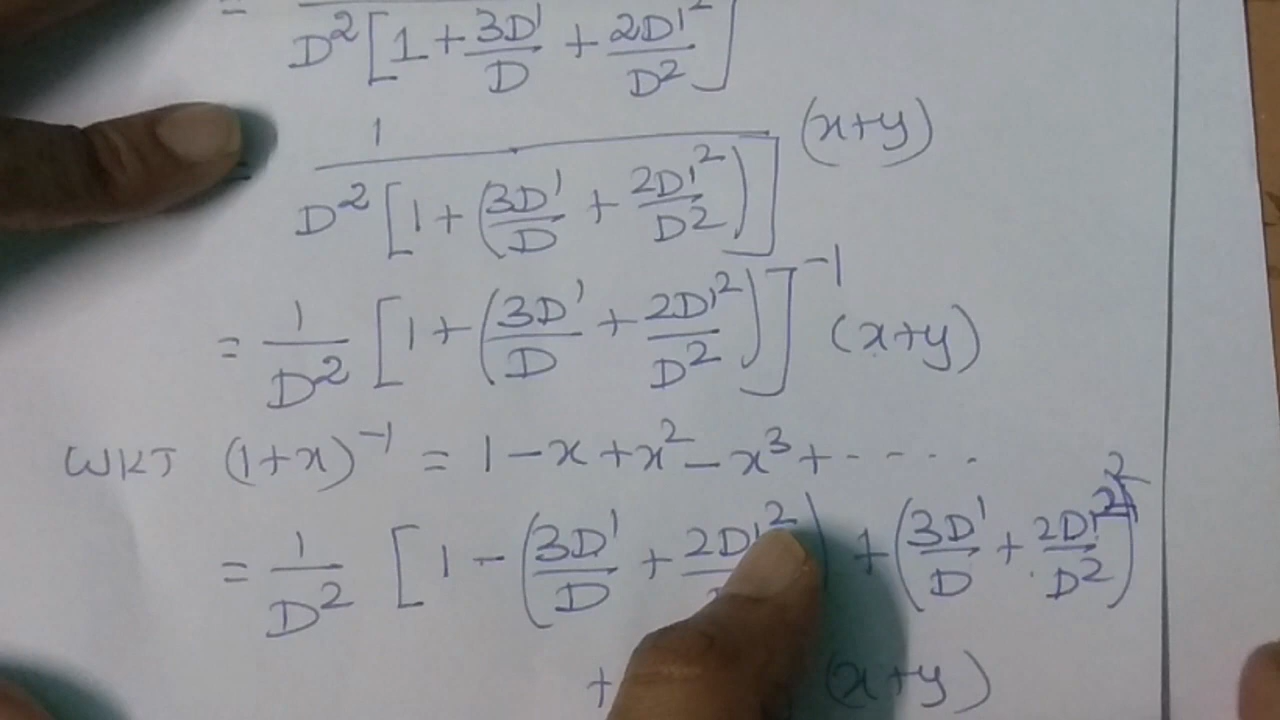 = D²[1 + 3D'/D + 2D'²/D²]
1/D²[1 + (3D'/D + 2D'²/D²)] (x+y)
= 1/D² [1 + (3D'/D + 2D'²/D²)]⁻¹ (x+y)
WKT (1+x)⁻¹ = 1 - x + x² - x³ + - - - -
= 1/D² [1 - (3D'/D + 2D'²) + (3D'/D + 2D'²/D²)²
+ (x+y)